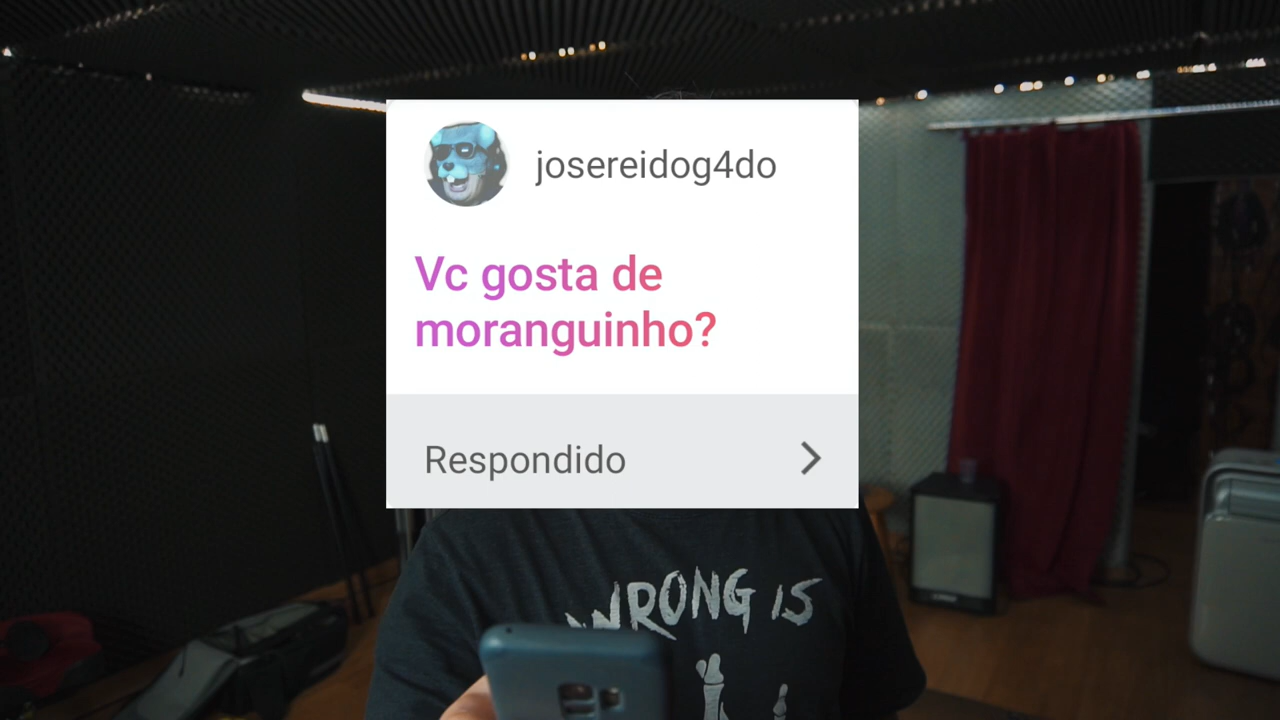 josereidog4do
Vc gosta de
moranguinho?
Respondido
WRONG IS